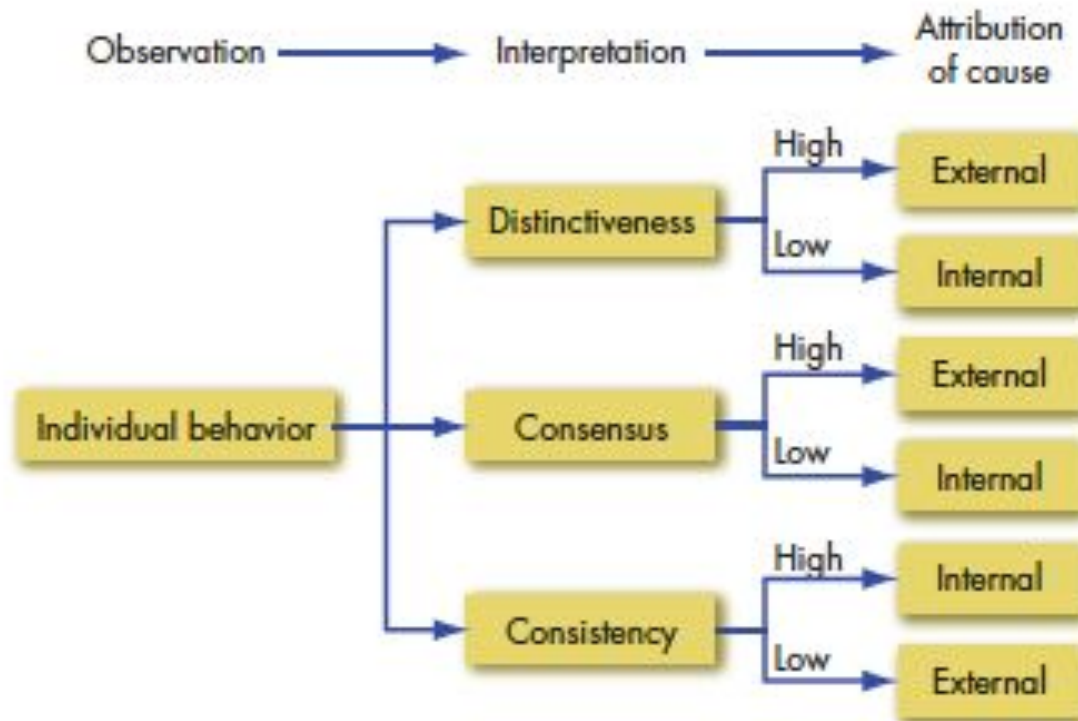 Observation
Interpretation
Attribution
of cause
High
External
Distinctiveness
Low
Internal
High
External
Individual behavior
Consensus
Low
Internal
High
Internal
Consistency
Low
External